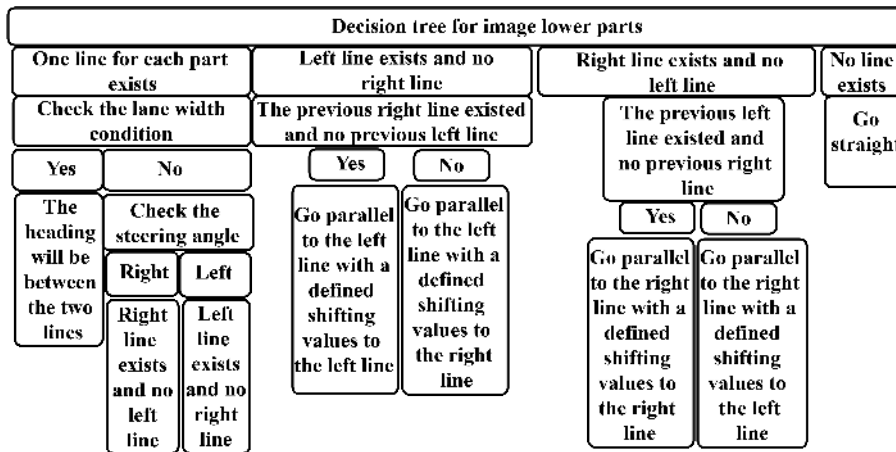 Decision tree for image lower parts
One line for each part
exists
Left line exists and no
right line
Right line exists and no
left line
No line
exists
Check the lane width
condition
The previous right line existed
and no previous left line
The previous left
line existed and
no previous right
line
Go
straight
Yes
No
Yes
No
Yes
No
The
heading
will be
between
the two
lines
Check the
steering angle
Right
Left
Right
line
exists
and no
left
line
Left
line
exists
and no
right
line
Go parallel
to the left
line with a
defined
shifting
values to
the left line
Go parallel
to the left
line with a
defined
shifting
values to
the right
line
Go parallel
to the right
line with a
defined
shifting
values to
the right
line
Go parallel
to the right
line with a
defined
shifting
values to
the left
line